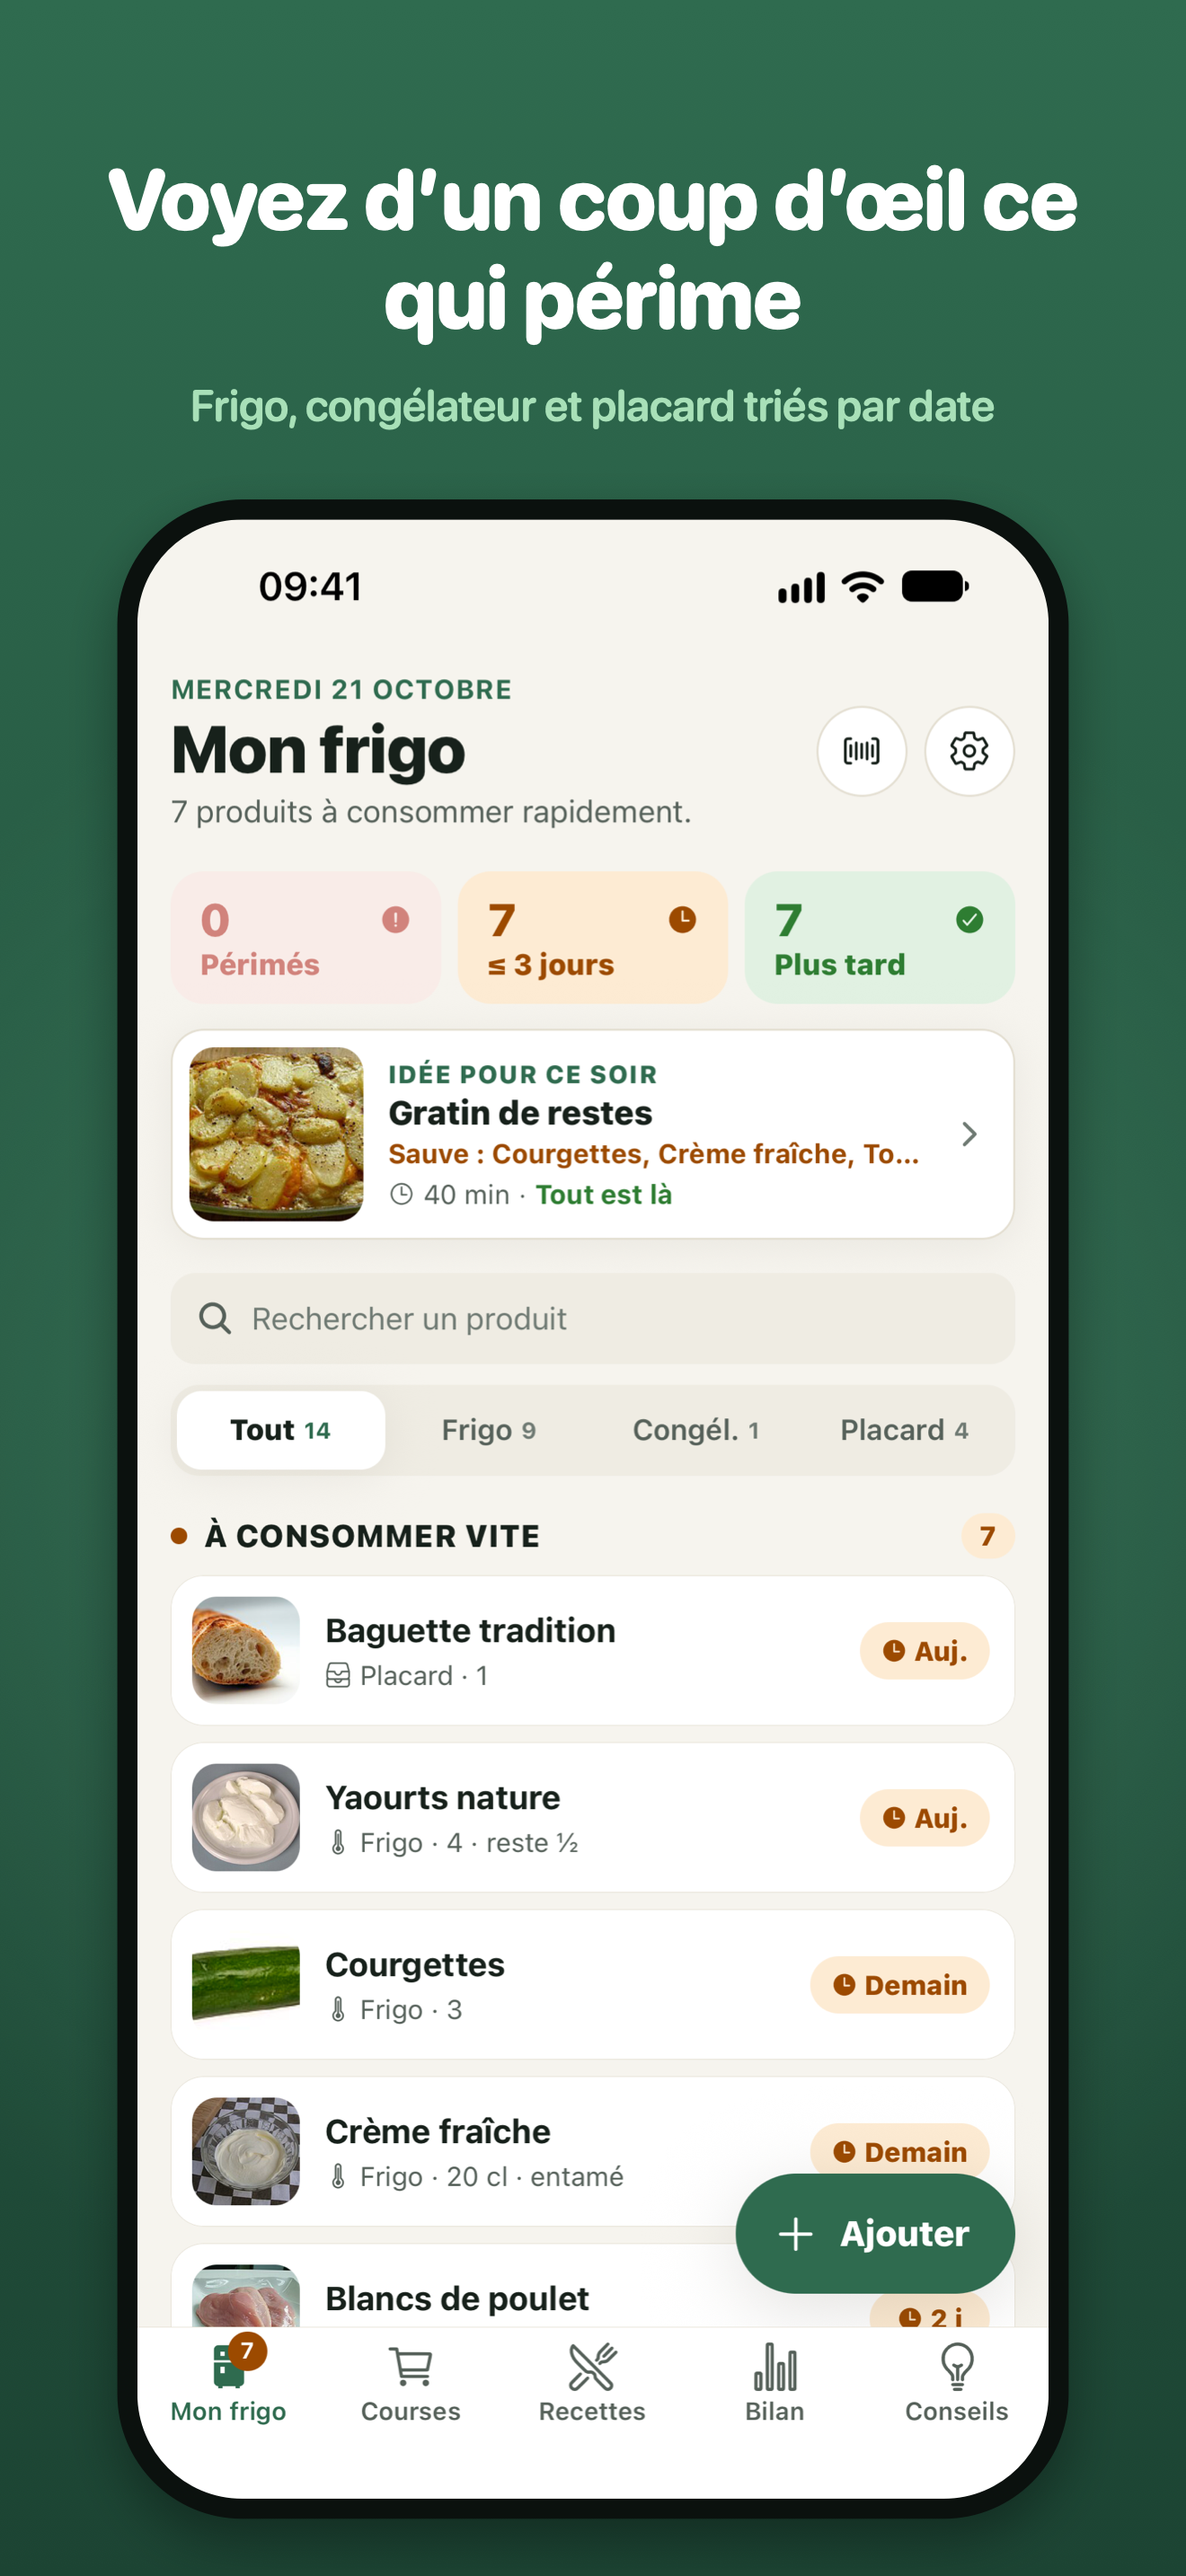 Voyez d’un coup d’œil ce
qui périme
Frigo, congélateur et placard triés par date
09:41
MERCREDI 21 OCTOBRE
Mon frigo
7 produits à consommer rapidement.
0
Périmés
7
≤ 3 jours
7
Plus tard
IDÉE POUR CE SOIR
Gratin de restes
Sauve : Courgettes, Crème fraîche, To...
40 min · Tout est là
Rechercher un produit
Tout 14
Frigo 9
Congél. 1
Placard 4
À CONSOMMER VITE
7
Baguette tradition
Auj.
Placard · 1
Yaourts nature
Auj.
Frigo · 4 · reste ½
Courgettes
Demain
Frigo · 3
Crème fraîche
Demain
Frigo · 20 cl · entamé
Ajouter
Blancs de poulet
2 j
7
Mon frigo
Courses
Recettes
Bilan
Conseils